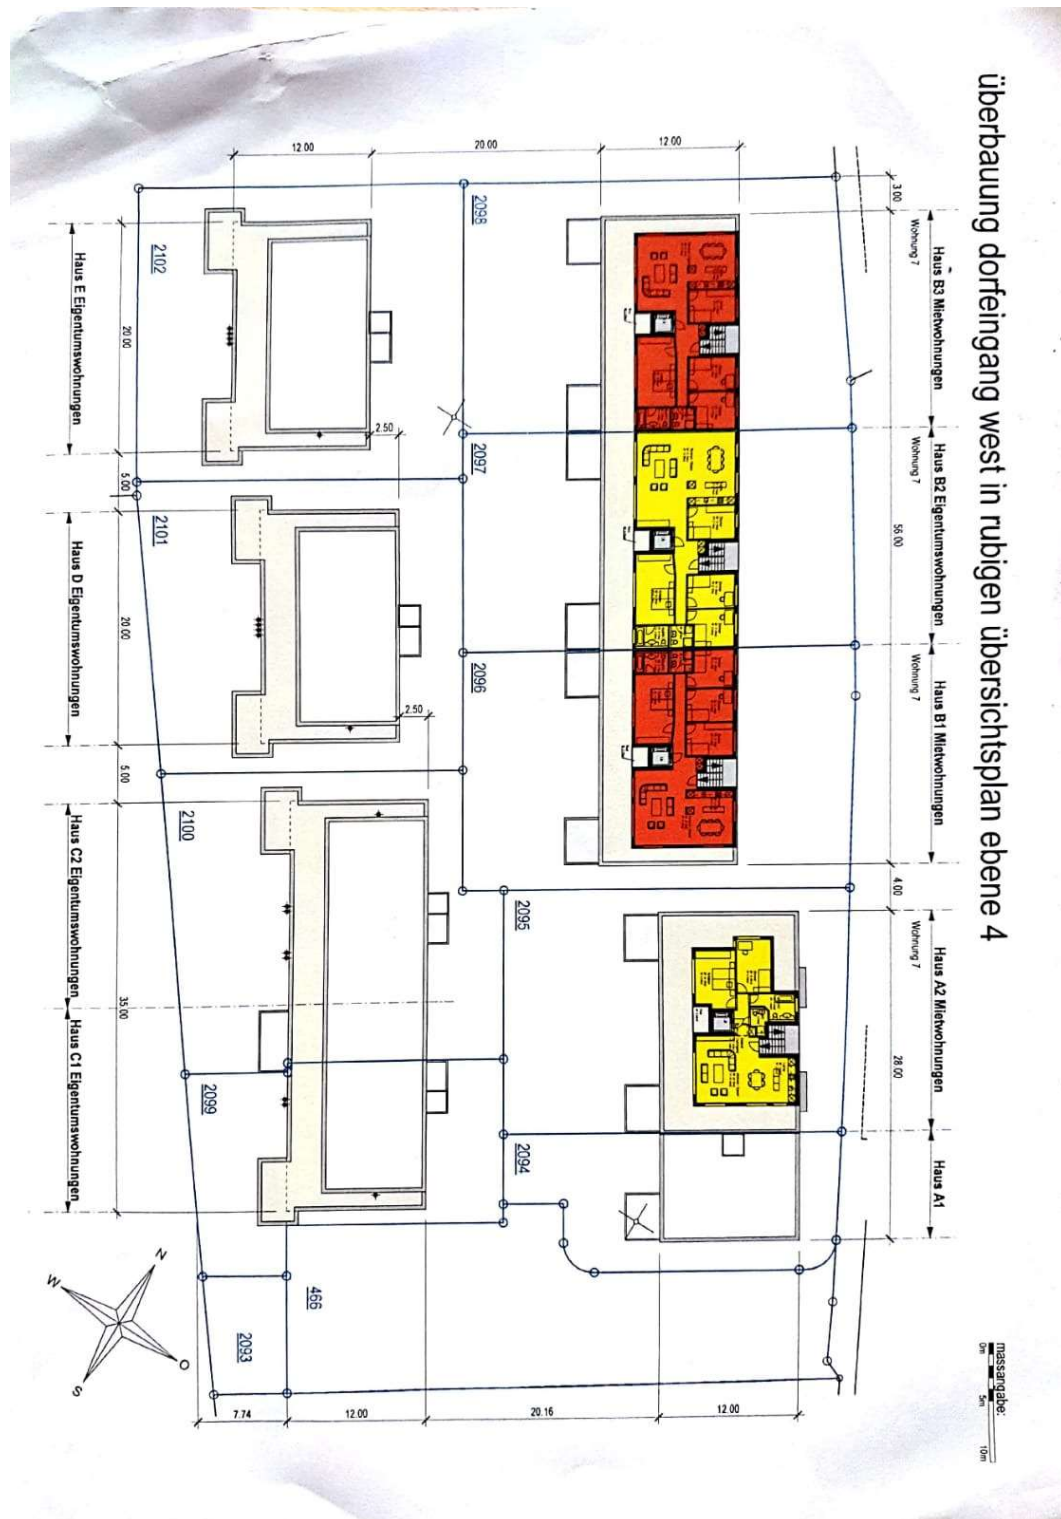 überbauung dorfeingang west in rubigen übersichtsplan ebene 4
massangabe:
0m 5m 10m
Haus B3 Mietwohnungen
Haus B2 Eigentumswohnungen
Haus B1 Mietwohnungen
Haus A2 Mietwohnungen
Haus A1
Wohnung 7
Wohnung 7
Wohnung 7
Wohnung 7
3.00
56.00
4.00
28.00
12.00
20.00
12.00
2098
2097
2096
2095
2094
2.50
2.50
466
2102
2101
2100
2099
2093
20.00
5.00
20.00
5.00
35.00
Haus E Eigentumswohnungen
Haus D Eigentumswohnungen
Haus C2 Eigentumswohnungen
Haus C1 Eigentumswohnungen
7.74
12.00
20.16
12.00
N
O
S
W